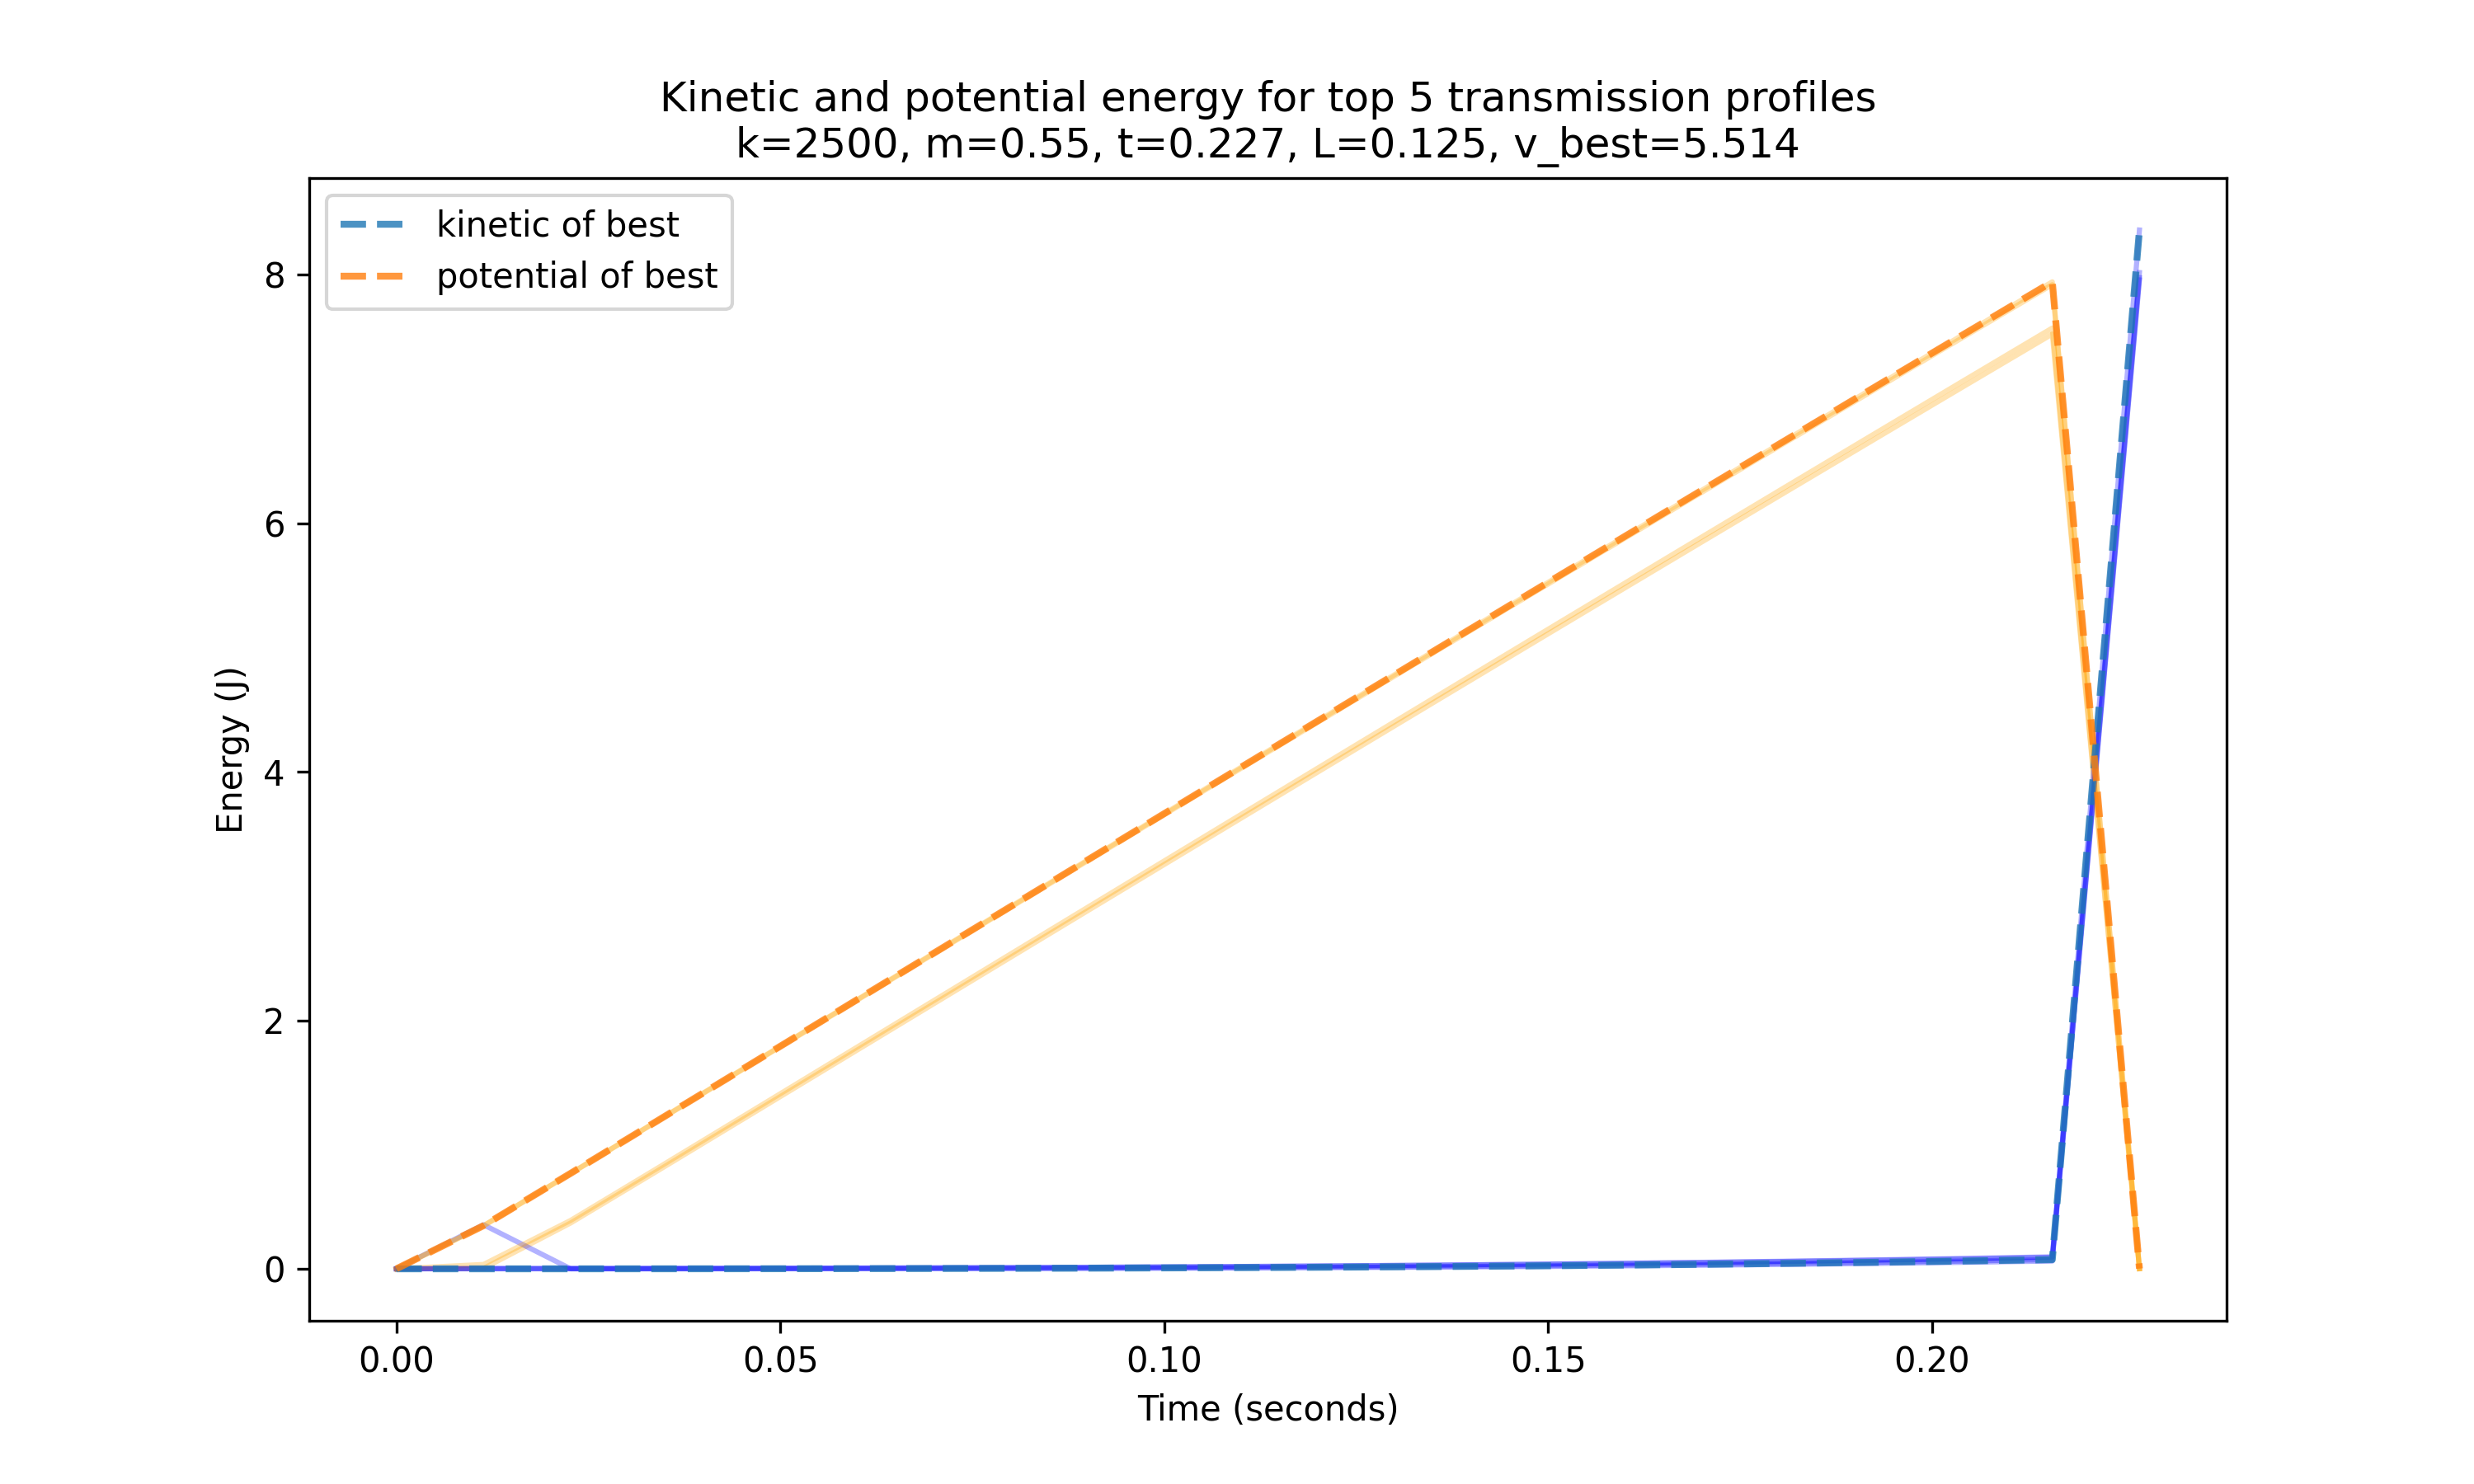 Kinetic and potential energy for top 5 transmission profiles
k=2500, m=0.55, t=0.227, L=0.125, v_best=5.514
kinetic of best
potential of best
8
6
4
2
0
Energy (J)
0.00 0.05 0.10 0.15 0.20
Time (seconds)